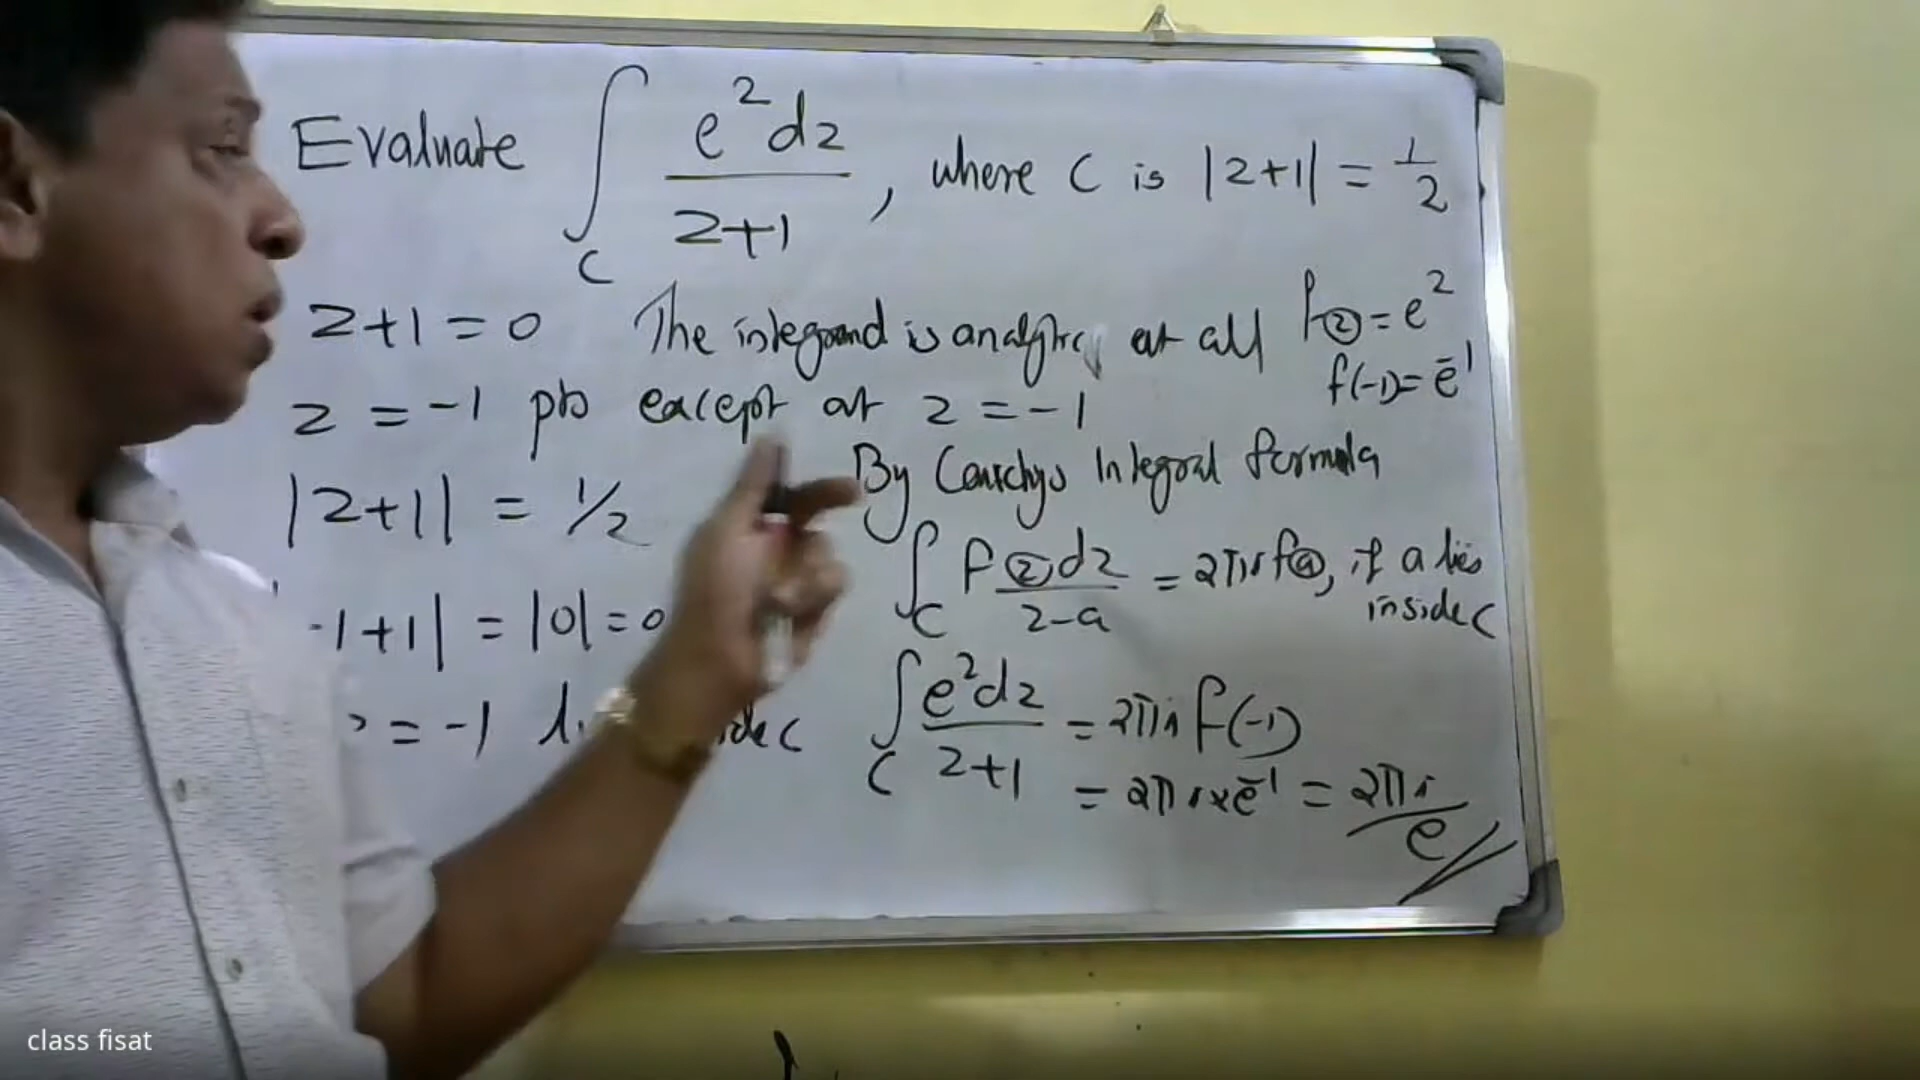 Evaluate ∫_C e^z dz / z+1 , where C is |z+1| = 1/2
z+1 = 0 The integrand is analytic at all f(z) = e^z
z = -1 pts except at z = -1 f(-1) = e^-1
|z+1| = 1/2 By Cauchys Integral formula
-1+1| = |0| = 0 ∫_C f(z) dz / z-a = 2πi f(a), if a lies inside C
= -1 C ∫_C e^z dz / z+1 = 2πi f(-1)
= 2πi × e^-1 = 2πi / e
class fisat